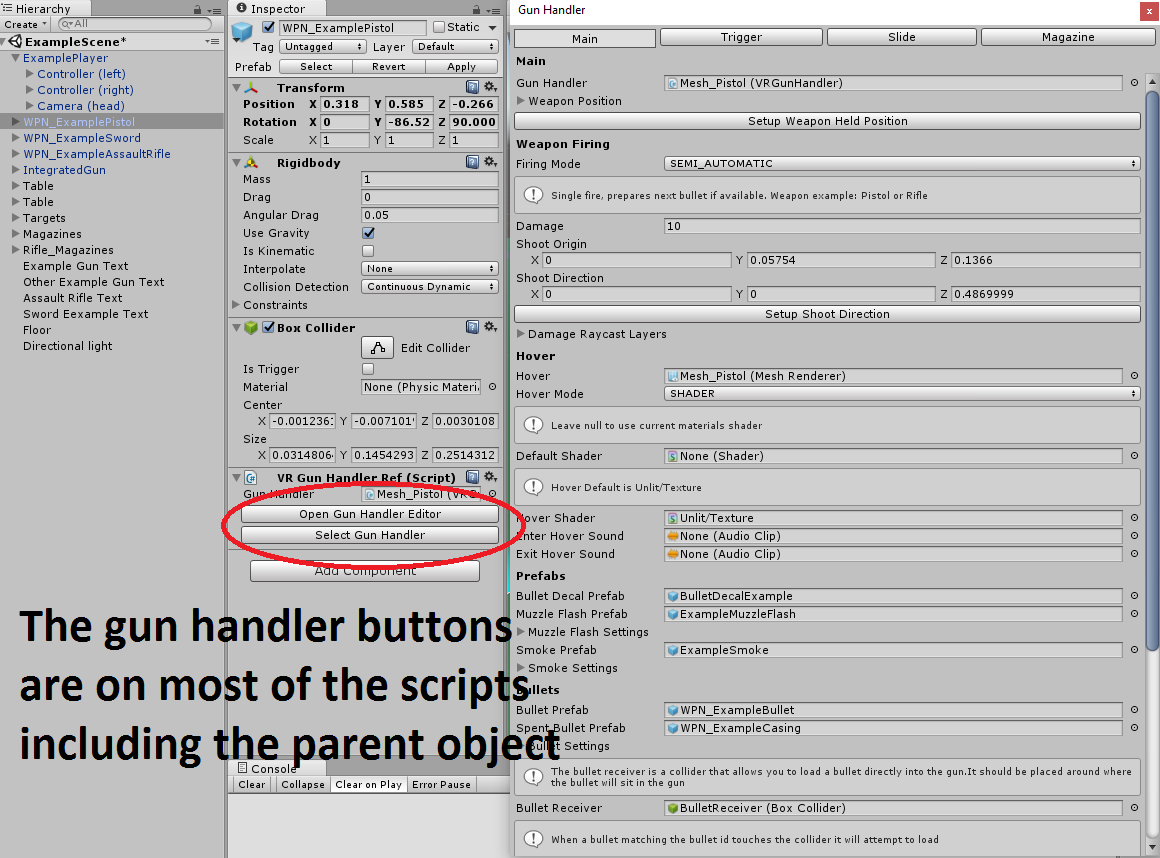 Hierarchy
Create
All
ExampleScene*
ExamplePlayer
Controller (left)
Controller (right)
Camera (head)
WPN_ExamplePistol
WPN_ExampleSword
WPN_ExampleAssaultRifle
IntegratedGun
Table
Table
Targets
Magazines
Rifle_Magazines
Example Gun Text
Other Example Gun Text
Assault Rifle Text
Sword Eexample Text
Floor
Directional light
Inspector
WPN_ExamplePistol Static
Tag Untagged Layer Default
Prefab Select Revert Apply
Transform
Position X 0.318 Y 0.585 Z -0.266
Rotation X 0 Y -86.52 Z 90.000
Scale X 1 Y 1 Z 1
Rigidbody
Mass 1
Drag 0
Angular Drag 0.05
Use Gravity
Is Kinematic
Interpolate None
Collision Detection Continuous Dynamic
Constraints
Box Collider
Edit Collider
Is Trigger
Material None (Physic Materi
Center
X -0.001236 Y -0.007101 Z 0.0030108
Size
X 0.031480 Y 0.1454293 Z 0.2514312
VR Gun Handler Ref (Script)
Gun Handler Mesh_Pistol (VRG
Open Gun Handler Editor
Select Gun Handler
Add Component
The gun handler buttons
are on most of the scripts
including the parent object
Console
Clear Collapse Clear on Play Error Pause
Gun Handler
x
Main Trigger Slide Magazine
Main
Gun Handler Mesh_Pistol (VRGunHandler)
Weapon Position
Setup Weapon Held Position
Weapon Firing
Firing Mode SEMI_AUTOMATIC
Single fire, prepares next bullet if available. Weapon example: Pistol or Rifle
Damage 10
Shoot Origin
X 0 Y 0.05754 Z 0.1366
Shoot Direction
X 0 Y 0 Z 0.4869999
Setup Shoot Direction
Damage Raycast Layers
Hover
Hover Mesh_Pistol (Mesh Renderer)
Hover Mode SHADER
Leave null to use current materials shader
Default Shader None (Shader)
Hover Default is Unlit/Texture
Hover Shader Unlit/Texture
Enter Hover Sound None (Audio Clip)
Exit Hover Sound None (Audio Clip)
Prefabs
Bullet Decal Prefab BulletDecalExample
Muzzle Flash Prefab ExampleMuzzleFlash
Muzzle Flash Settings
Smoke Prefab ExampleSmoke
Smoke Settings
Bullets
Bullet Prefab WPN_ExampleBullet
Spent Bullet Prefab WPN_ExampleCasing
Bullet Settings
The bullet receiver is a collider that allows you to load a bullet directly into the gun.It should be placed around where
the bullet will sit in the gun
Bullet Receiver BulletReceiver (Box Collider)
When a bullet matching the bullet id touches the collider it will attempt to load